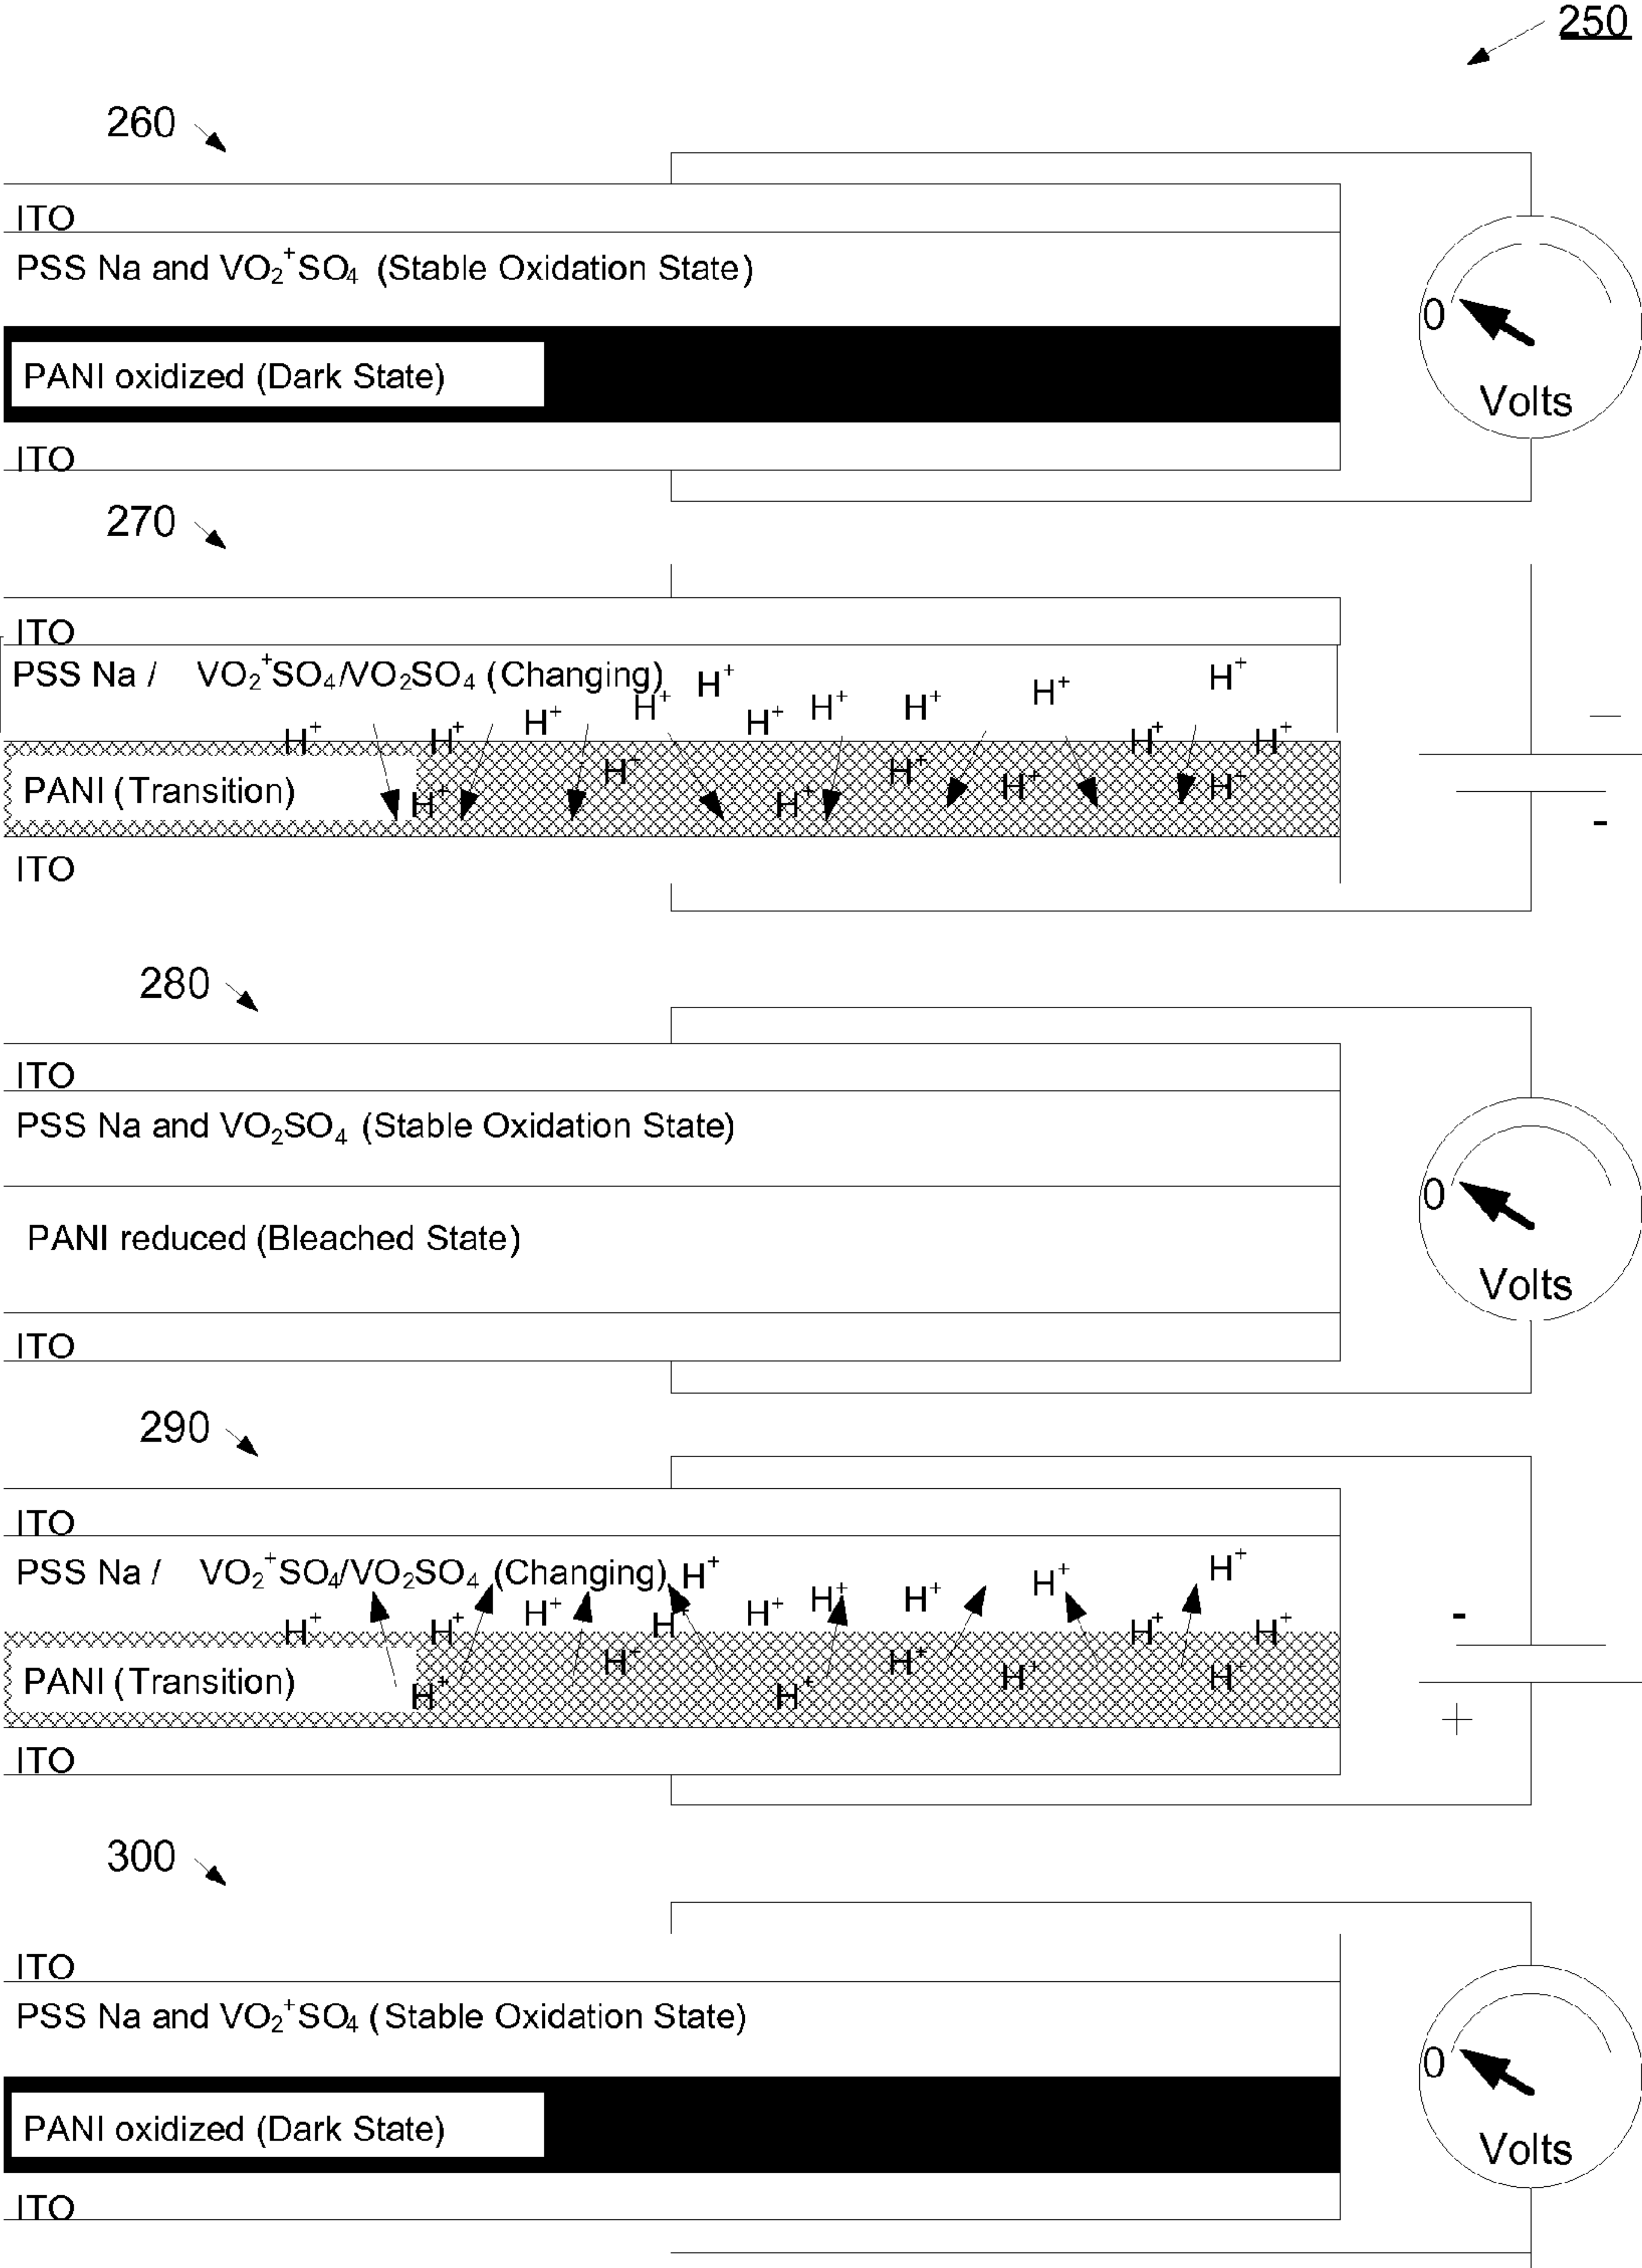 250
260
ITO
PSS Na and VO₂⁺SO₄ (Stable Oxidation State)
PANI oxidized (Dark State)
ITO
0
Volts
270
ITO
PSS Na / VO₂⁺SO₄/VO₂SO₄ (Changing)
H⁺ H⁺ H⁺ H⁺ H⁺ H⁺ H⁺ H⁺ H⁺ H⁺ H⁺ H⁺
PANI (Transition)
H⁺ H⁺ H⁺ H⁺ H⁺ H⁺
ITO
-
280
ITO
PSS Na and VO₂SO₄ (Stable Oxidation State)
PANI reduced (Bleached State)
ITO
0
Volts
290
ITO
PSS Na / VO₂⁺SO₄/VO₂SO₄ (Changing)
H⁺ H⁺ H⁺ H⁺ H⁺ H⁺ H⁺ H⁺ H⁺ H⁺ H⁺ H⁺
PANI (Transition)
H⁺ H⁺ H⁺ H⁺ H⁺ H⁺
ITO
-
+
300
ITO
PSS Na and VO₂⁺SO₄ (Stable Oxidation State)
PANI oxidized (Dark State)
ITO
0
Volts